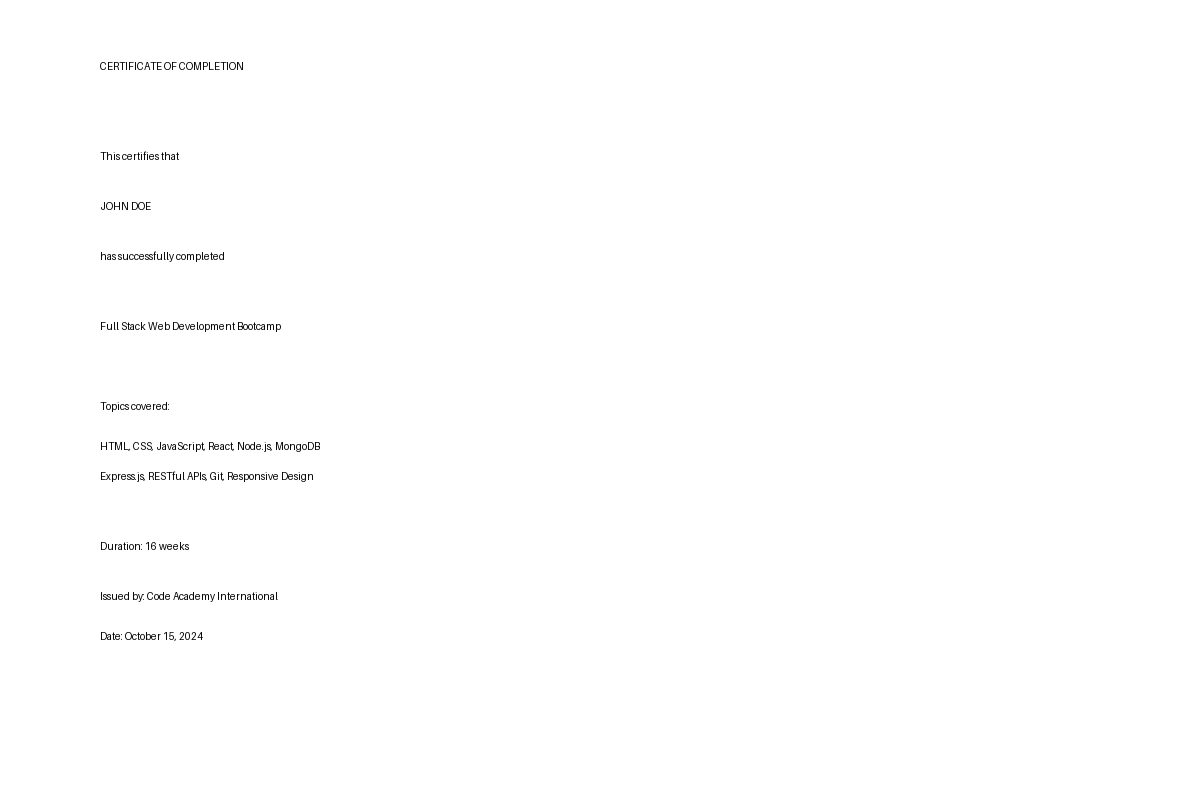 CERTIFICATE OF COMPLETION
This certifies that
JOHN DOE
has successfully completed
Full Stack Web Development Bootcamp
Topics covered:
HTML, CSS, JavaScript, React, Node.js, MongoDB
Express.js, RESTful APIs, Git, Responsive Design
Duration: 16 weeks
Issued by: Code Academy International
Date: October 15, 2024